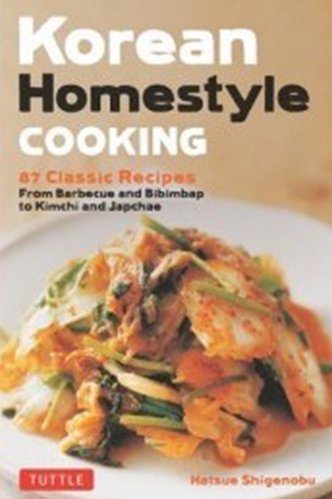 Korean
Homestyle
COOKING
87 Classic Recipes
From Barbecue and Bibimbap
to Kimchi and Japchae
TUTTLE
Hatsue Shigenobu